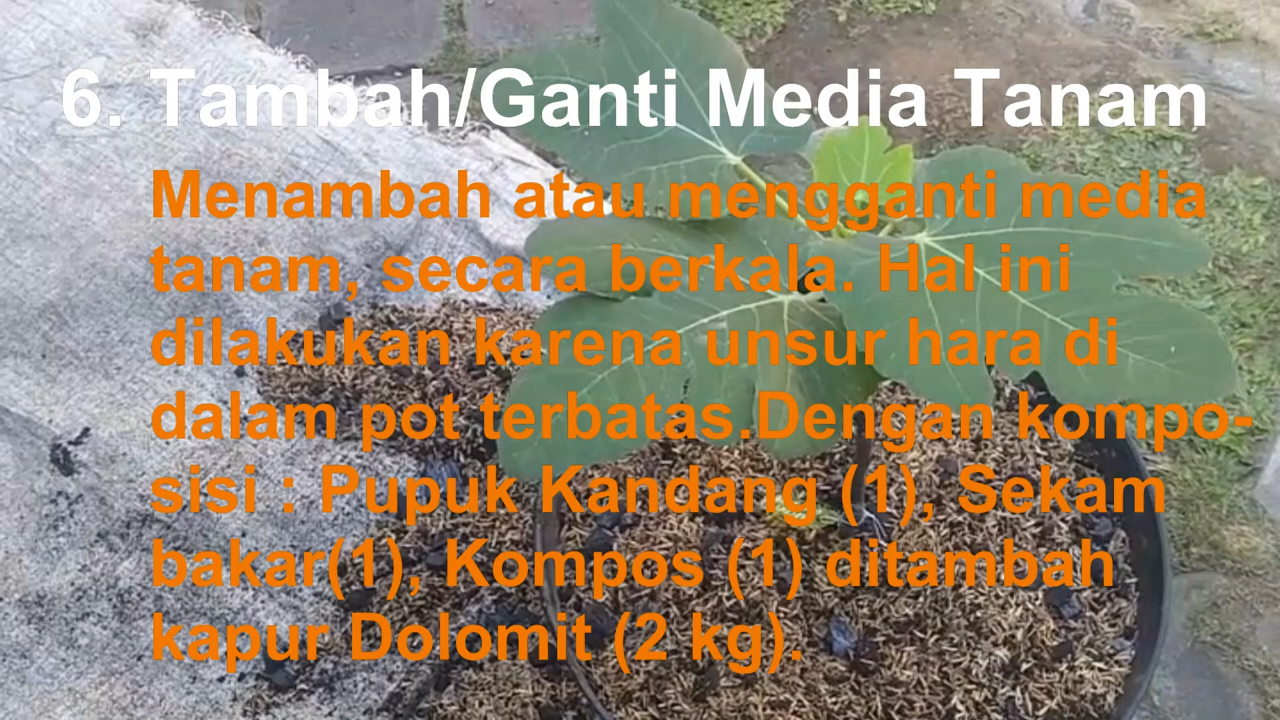 6. Tambah/Ganti Media Tanam
Menambah atau mengganti media
tanam, secara berkala. Hal ini
dilakukan karena unsur hara di
dalam pot terbatas.Dengan kompo-
sisi : Pupuk Kandang (1), Sekam
bakar(1), Kompos (1) ditambah
kapur Dolomit (2 kg).